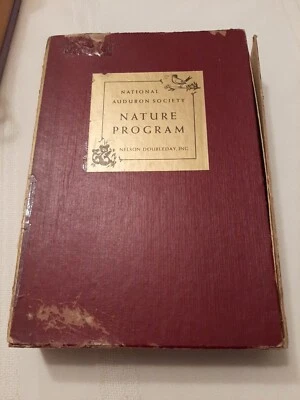 NATIONAL
AUDUBON SOCIETY
NATURE
PROGRAM
NELSON DOUBLEDAY, INC.